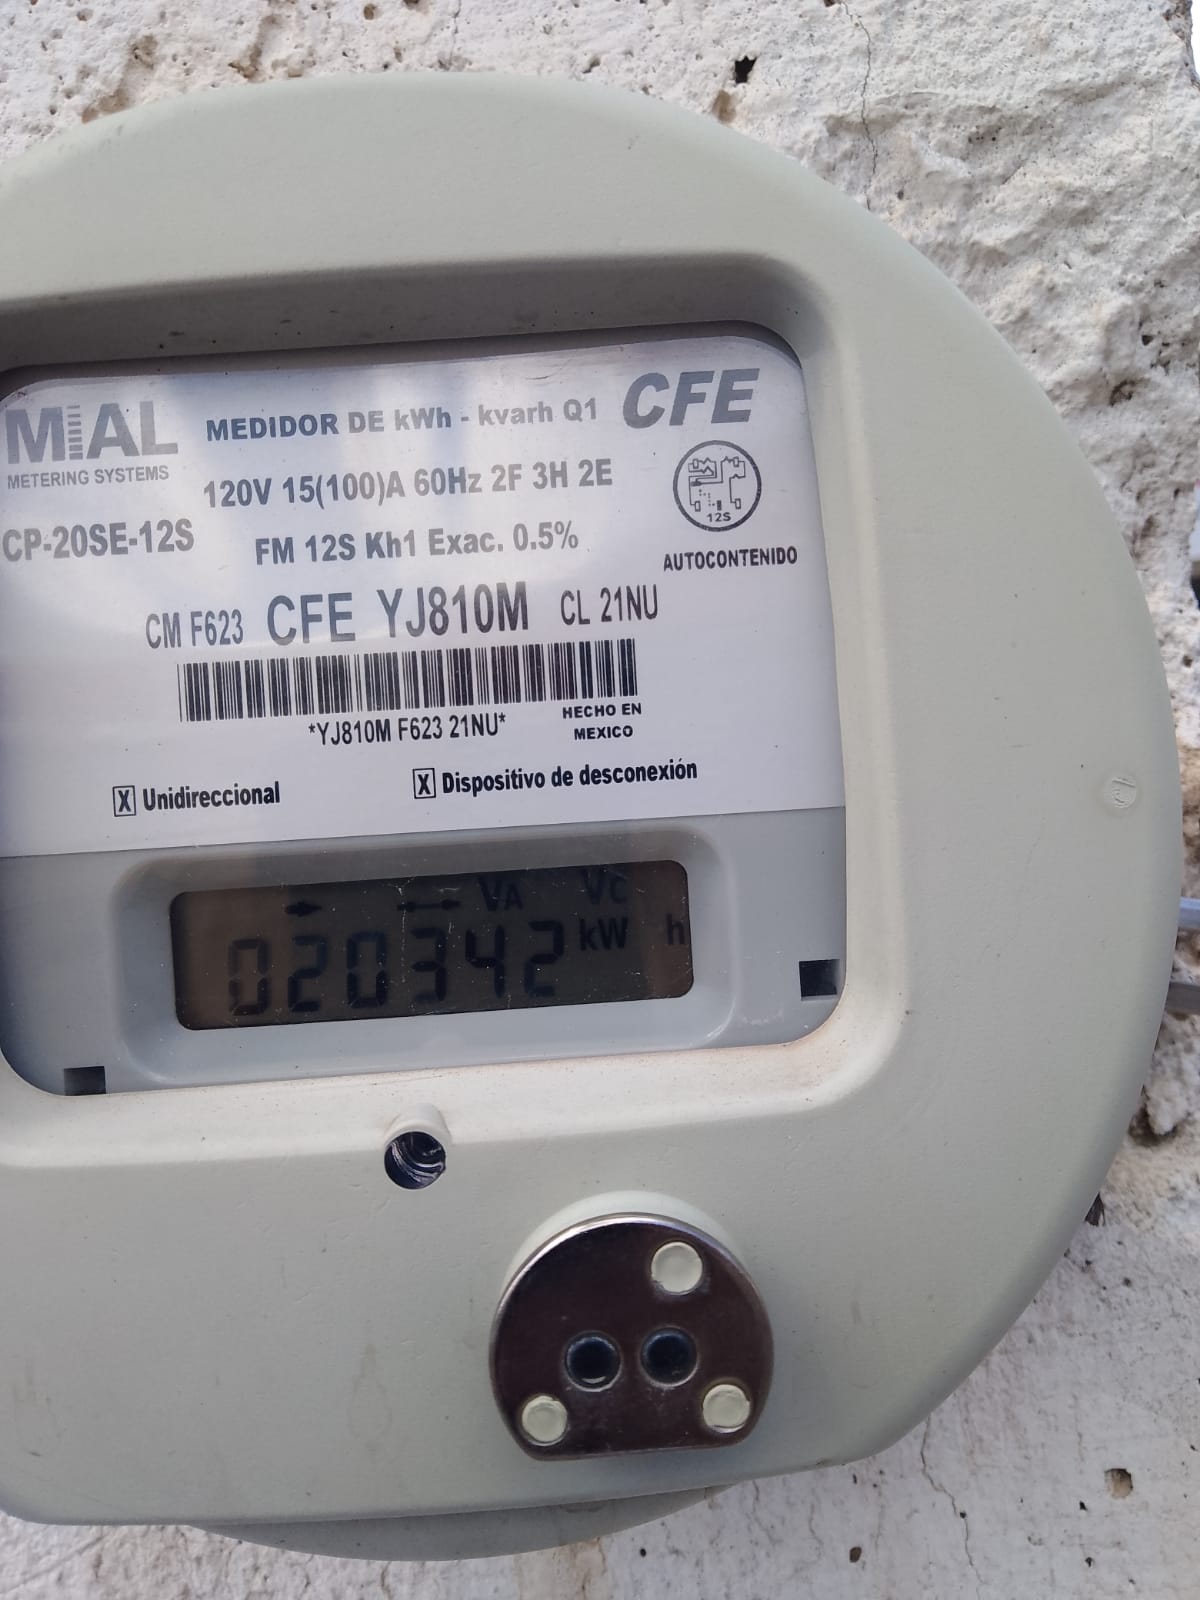 MIAL
METERING SYSTEMS
MEDIDOR DE kWh - kvarh Q1
CFE
120V 15(100)A 60Hz 2F 3H 2E
CP-20SE-12S
FM 12S Kh1 Exac. 0.5%
12S
AUTOCONTENIDO
CM F623 CFE YJ810M CL 21NU
*YJ810M F623 21NU*
HECHO EN
MEXICO
X Unidireccional
X Dispositivo de desconexión
VA VC
020342 kW h